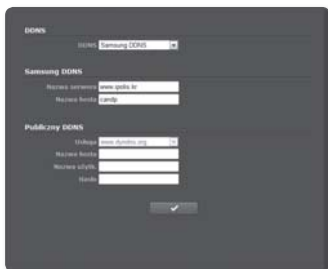 DDNS
DDNS Samsung DDNS
Samsung DDNS
Nazwa serwera www.ipolis.kr
Nazwa hosta candp
Publiczny DDNS
Usługa www.dyndns.org
Nazwa hosta
Nazwa użytk.
Hasło